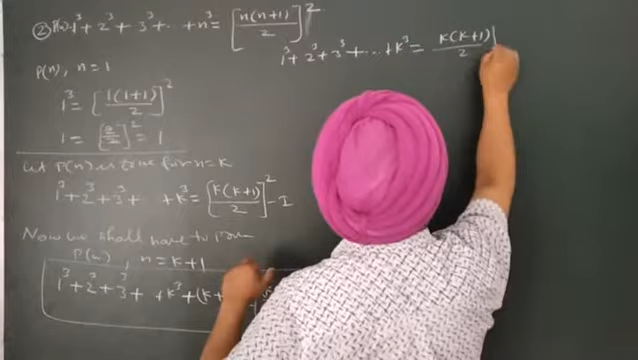 ② P(n): 1³ + 2³ + 3³ + ... + n³ = [n(n+1)/2]²
P(n), n = 1
1³ = [1(1+1)/2]²
1 = [2/2]² = 1
Let P(n) is true for n = k
1³ + 2³ + 3³ + ... + k³ = [k(k+1)/2]² - I
Now we shall have to prove
P(n), n = k+1
1³ + 2³ + 3³ + + k³ + (k+
1³ + 2³ + 3³ + ... + k³ = k(k+1)/2